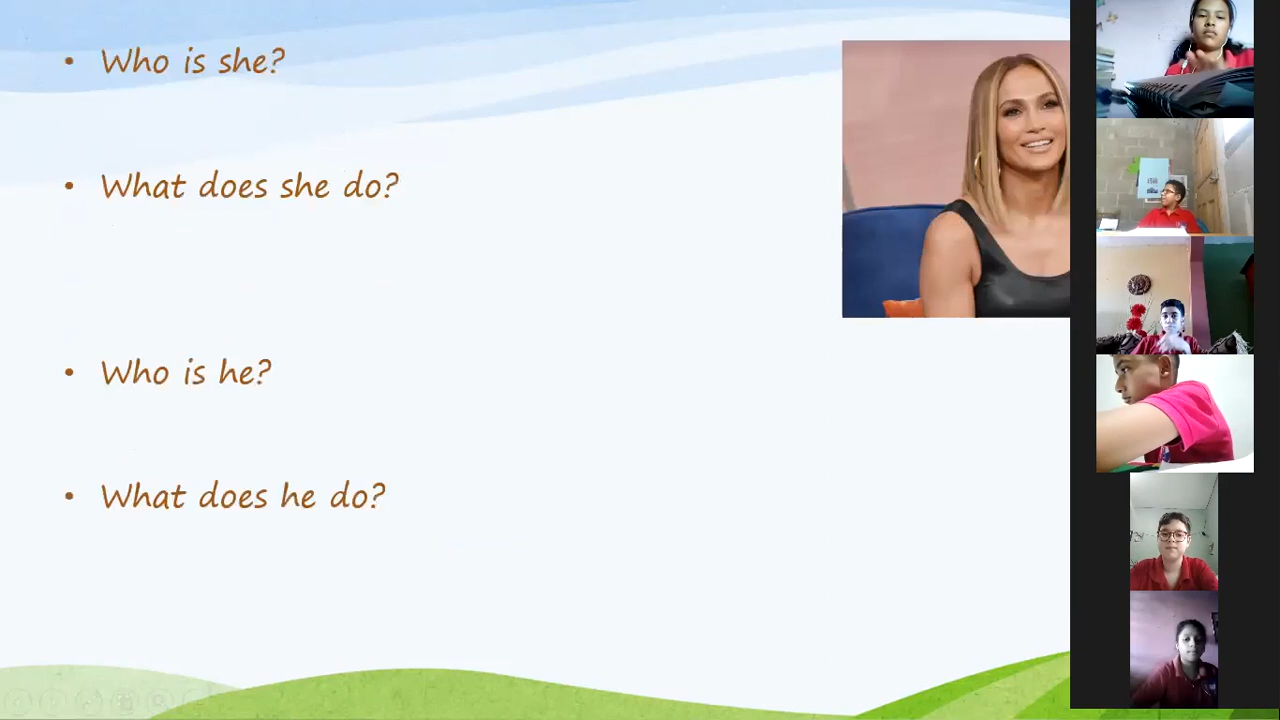 Who is she?
What does she do?
Who is he?
What does he do?